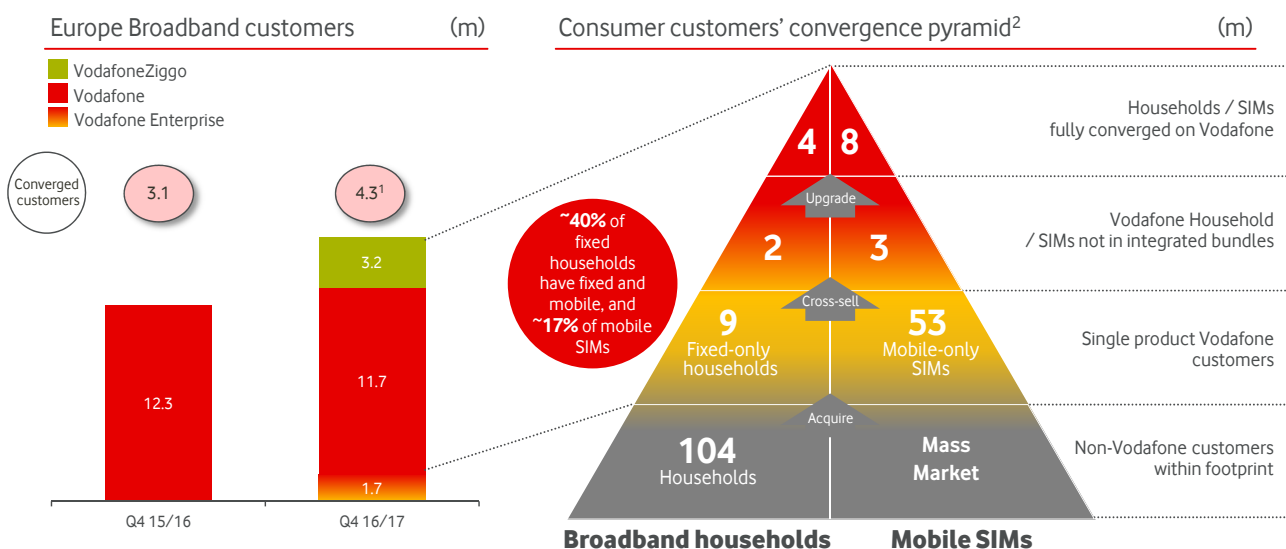 Europe Broadband customers (m)
VodafoneZiggo
Vodafone
Vodafone Enterprise
Converged
customers
3.1
4.3¹
3.2
12.3
11.7
1.7
Q4 15/16
Q4 16/17
Consumer customers’ convergence pyramid² (m)
~40% of
fixed
households
have fixed and
mobile, and
~17% of mobile
SIMs
4 8
Households / SIMs
fully converged on Vodafone
Upgrade
2 3
Vodafone Household
/ SIMs not in integrated bundles
Cross-sell
9
Fixed-only
households
53
Mobile-only
SIMs
Single product Vodafone
customers
Acquire
104
Households
Mass
Market
Non-Vodafone customers
within footprint
Broadband households
Mobile SIMs